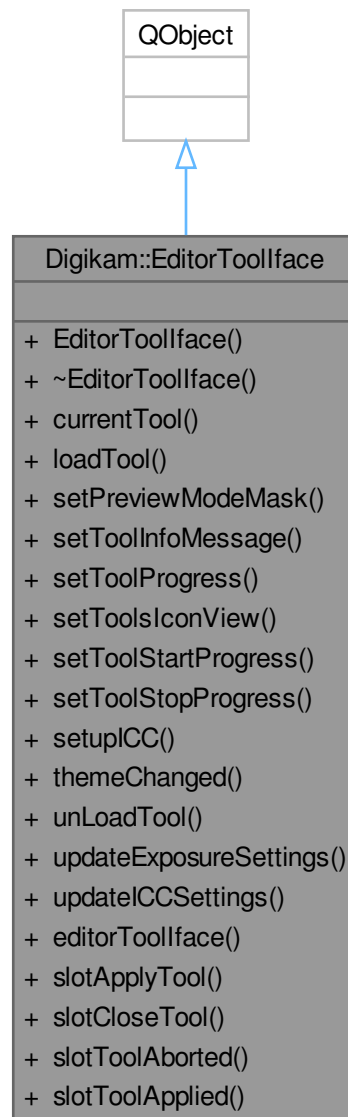 QObject
Digikam::EditorToolIface
+ EditorToolIface()
+ ~EditorToolIface()
+ currentTool()
+ loadTool()
+ setPreviewModeMask()
+ setToolInfoMessage()
+ setToolProgress()
+ setToolsIconView()
+ setToolStartProgress()
+ setToolStopProgress()
+ setupICC()
+ themeChanged()
+ unLoadTool()
+ updateExposureSettings()
+ updateICCSettings()
+ editorToolIface()
+ slotApplyTool()
+ slotCloseTool()
+ slotToolAborted()
+ slotToolApplied()